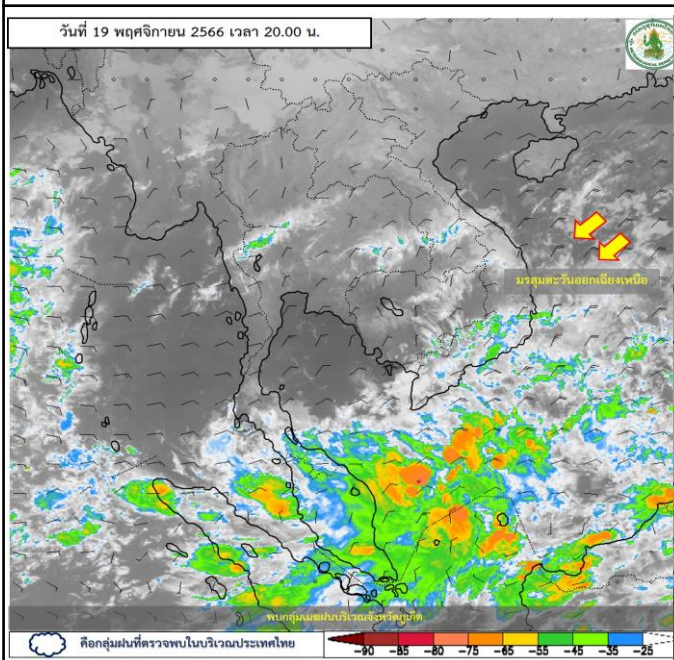 วันที่ 19 พฤศจิกายน 2566 เวลา 20.00 น.
มรสุมตะวันออกเฉียงเหนือ
พบกลุ่มเมฆฝนบริเวณจังหวัดภูเก็ต
คือกลุ่มฝนที่ตรวจพบในบริเวณประเทศไทย
-90 -85 -80 -75 -65 -55 -45 -35 -25